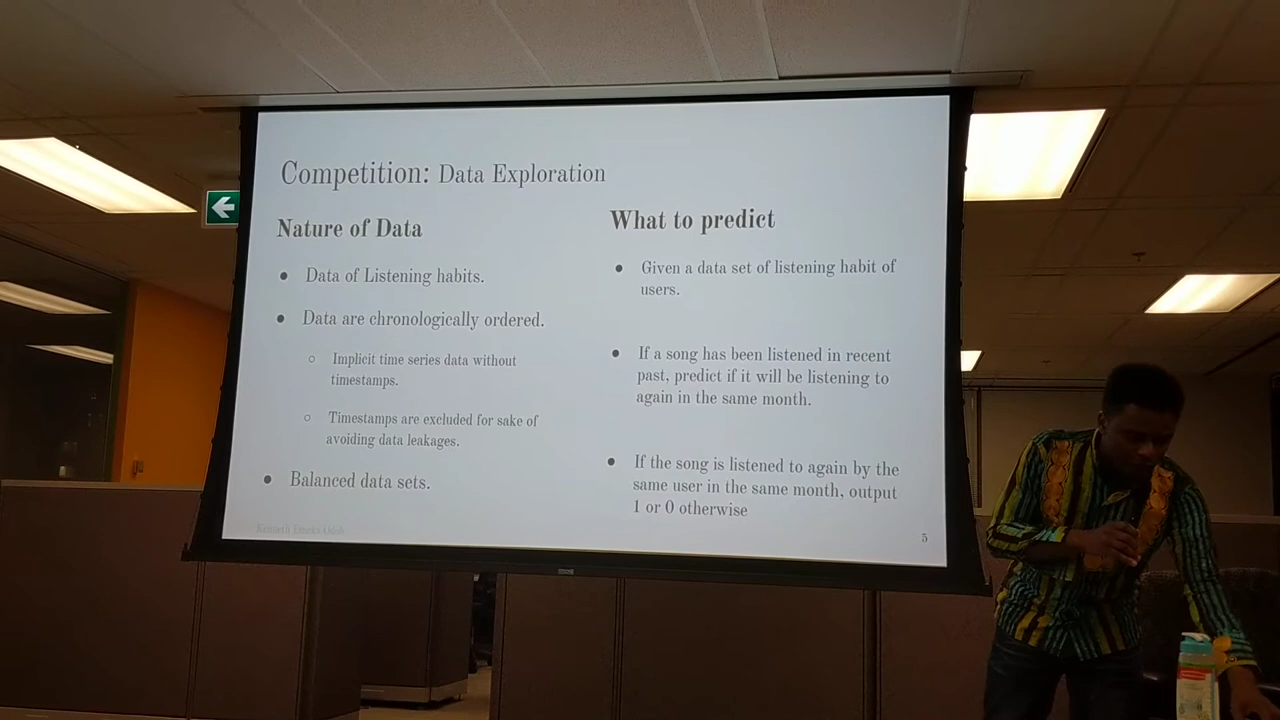 Competition: Data Exploration
Nature of Data
● Data of Listening habits.
● Data are chronologically ordered.
○ Implicit time series data without
timestamps.
○ Timestamps are excluded for sake of
avoiding data leakages.
● Balanced data sets.
What to predict
● Given a data set of listening habit of
users.
● If a song has been listened in recent
past, predict if it will be listening to
again in the same month.
● If the song is listened to again by the
same user in the same month, output
1 or 0 otherwise
Kenneth Emeka Odoh
5